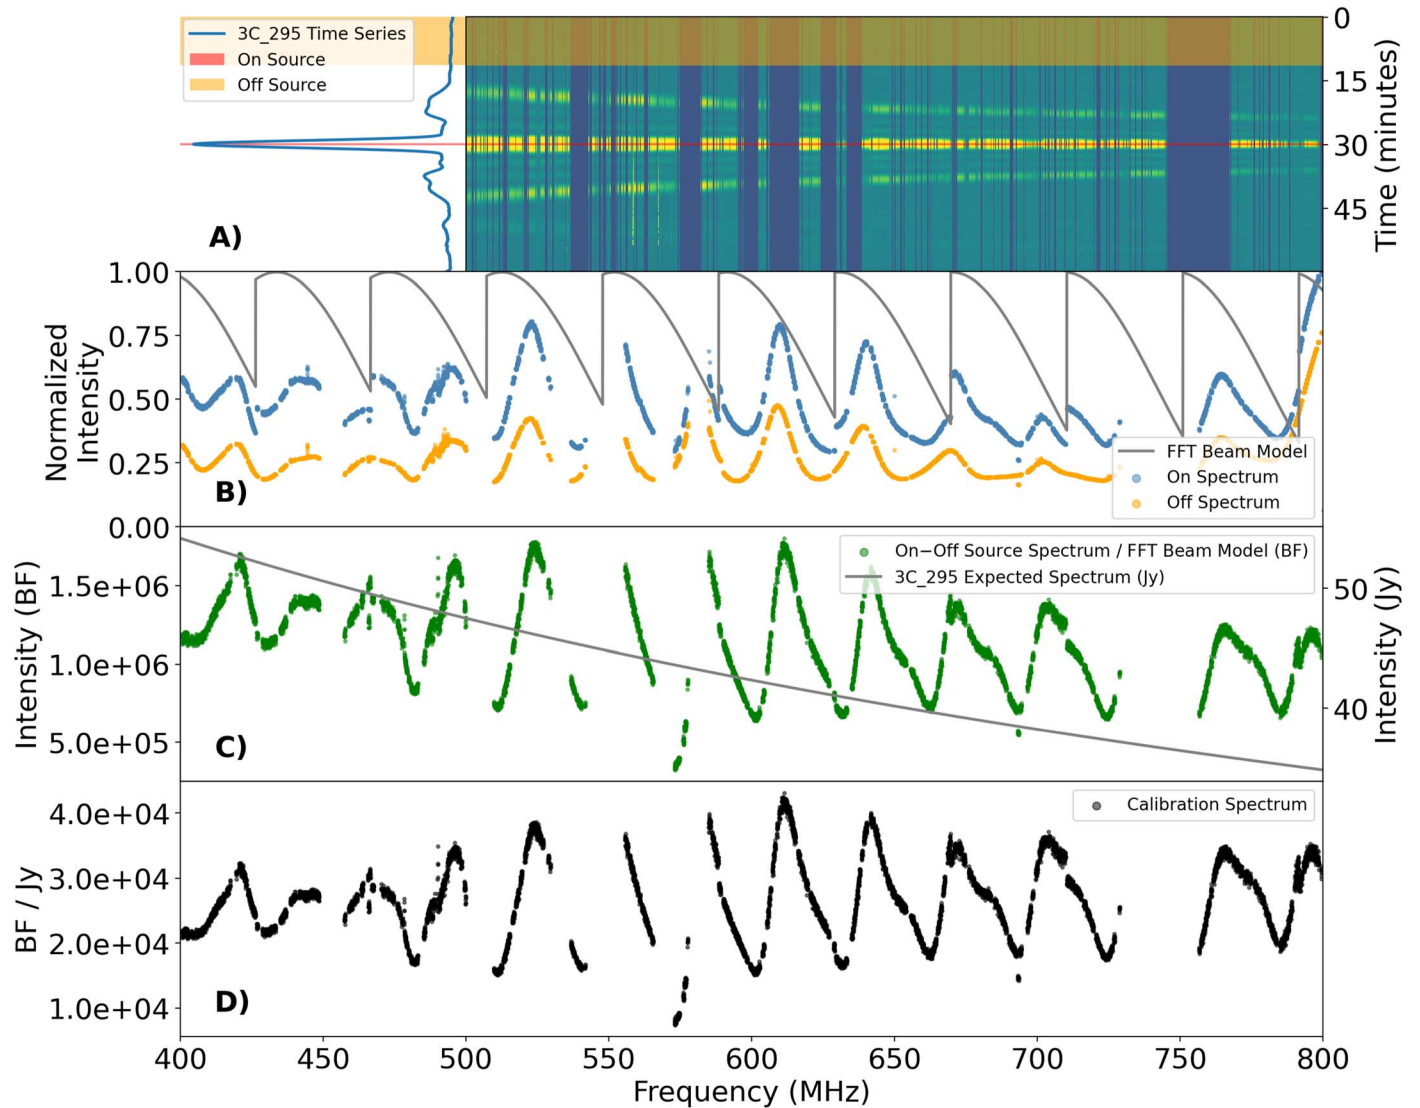 3C_295 Time Series
On Source
Off Source
A)
0
15
30
45
Time (minutes)
1.00
0.75
0.50
0.25
0.00
Normalized
Intensity
B)
FFT Beam Model
On Spectrum
Off Spectrum
1.5e+06
1.0e+06
5.0e+05
Intensity (BF)
C)
On−Off Source Spectrum / FFT Beam Model (BF)
3C_295 Expected Spectrum (Jy)
50
40
Intensity (Jy)
4.0e+04
3.0e+04
2.0e+04
1.0e+04
BF / Jy
D)
Calibration Spectrum
400 450 500 550 600 650 700 750 800
Frequency (MHz)